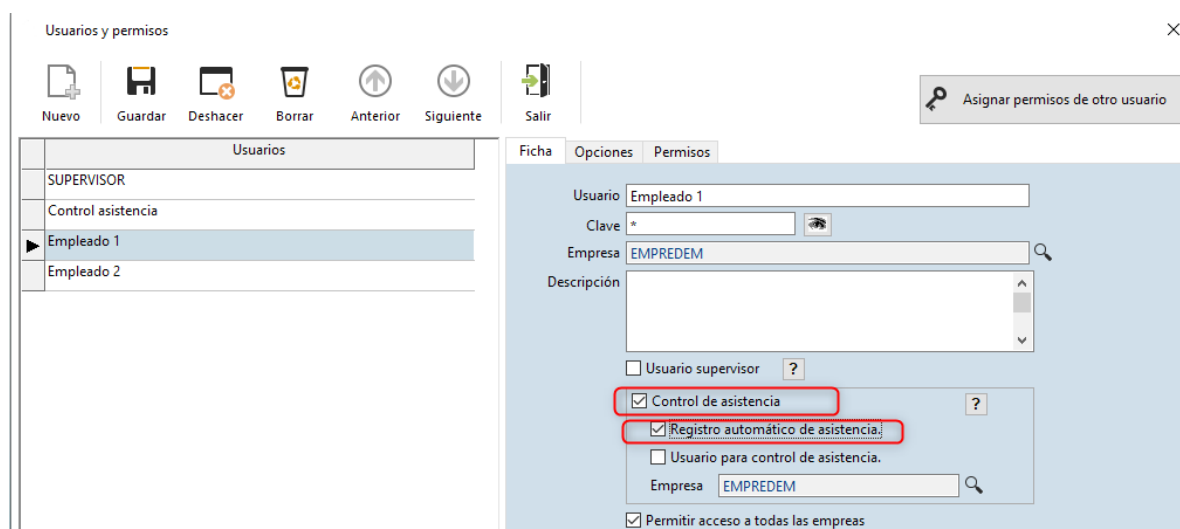 Usuarios y permisos
Nuevo Guardar Deshacer Borrar Anterior Siguiente Salir
Asignar permisos de otro usuario
Usuarios
SUPERVISOR
Control asistencia
Empleado 1
Empleado 2
Ficha Opciones Permisos
Usuario Empleado 1
Clave *
Empresa EMPREDEM
Descripción
Usuario supervisor ?
Control de asistencia ?
Registro automático de asistencia.
Usuario para control de asistencia.
Empresa EMPREDEM
Permitir acceso a todas las empreas